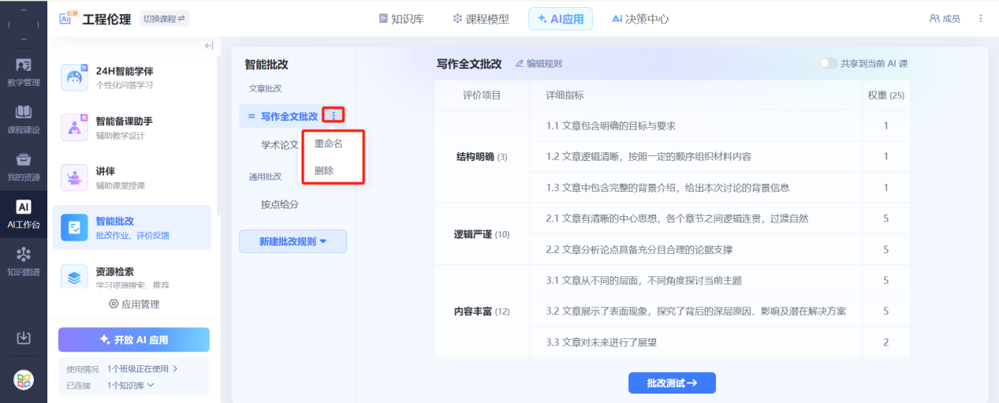 AI
工程伦理
切换课程
知识库
课程模型
AI应用
Ai 决策中心
成员
教学管理
课程建设
我的资源
AI
AI工作台
知识图谱
24H智能学伴
个性化问答学习
智能备课助手
辅助教学设计
讲伴
辅助课堂授课
智能批改
批改作业、评价反馈
资源检索
学习资源搜索、推荐
应用管理
开放 AI 应用
使用情况 1个班级正在使用
已连接 1个知识库
智能批改
文章批改
写作全文批改
学术论文
重命名
删除
通用批改
按点给分
新建批改规则
写作全文批改
编辑规则
共享到当前 AI 课
评价项目 详细指标 权重 (25)
结构明确 (3)
1.1 文章包含明确的目标与要求 1
1.2 文章逻辑清晰，按照一定的顺序组织材料内容 1
1.3 文章中包含完整的背景介绍，给出本次讨论的背景信息 1
逻辑严谨 (10)
2.1 文章有清晰的中心思想，各个章节之间逻辑连贯，过渡自然 5
2.2 文章分析论点具备充分且合理的论据支撑 5
内容丰富 (12)
3.1 文章从不同的层面，不同角度探讨当前主题 5
3.2 文章展示了表面现象，探究了背后的深层原因、影响及潜在解决方案 5
3.3 文章对未来进行了展望 2
批改测试